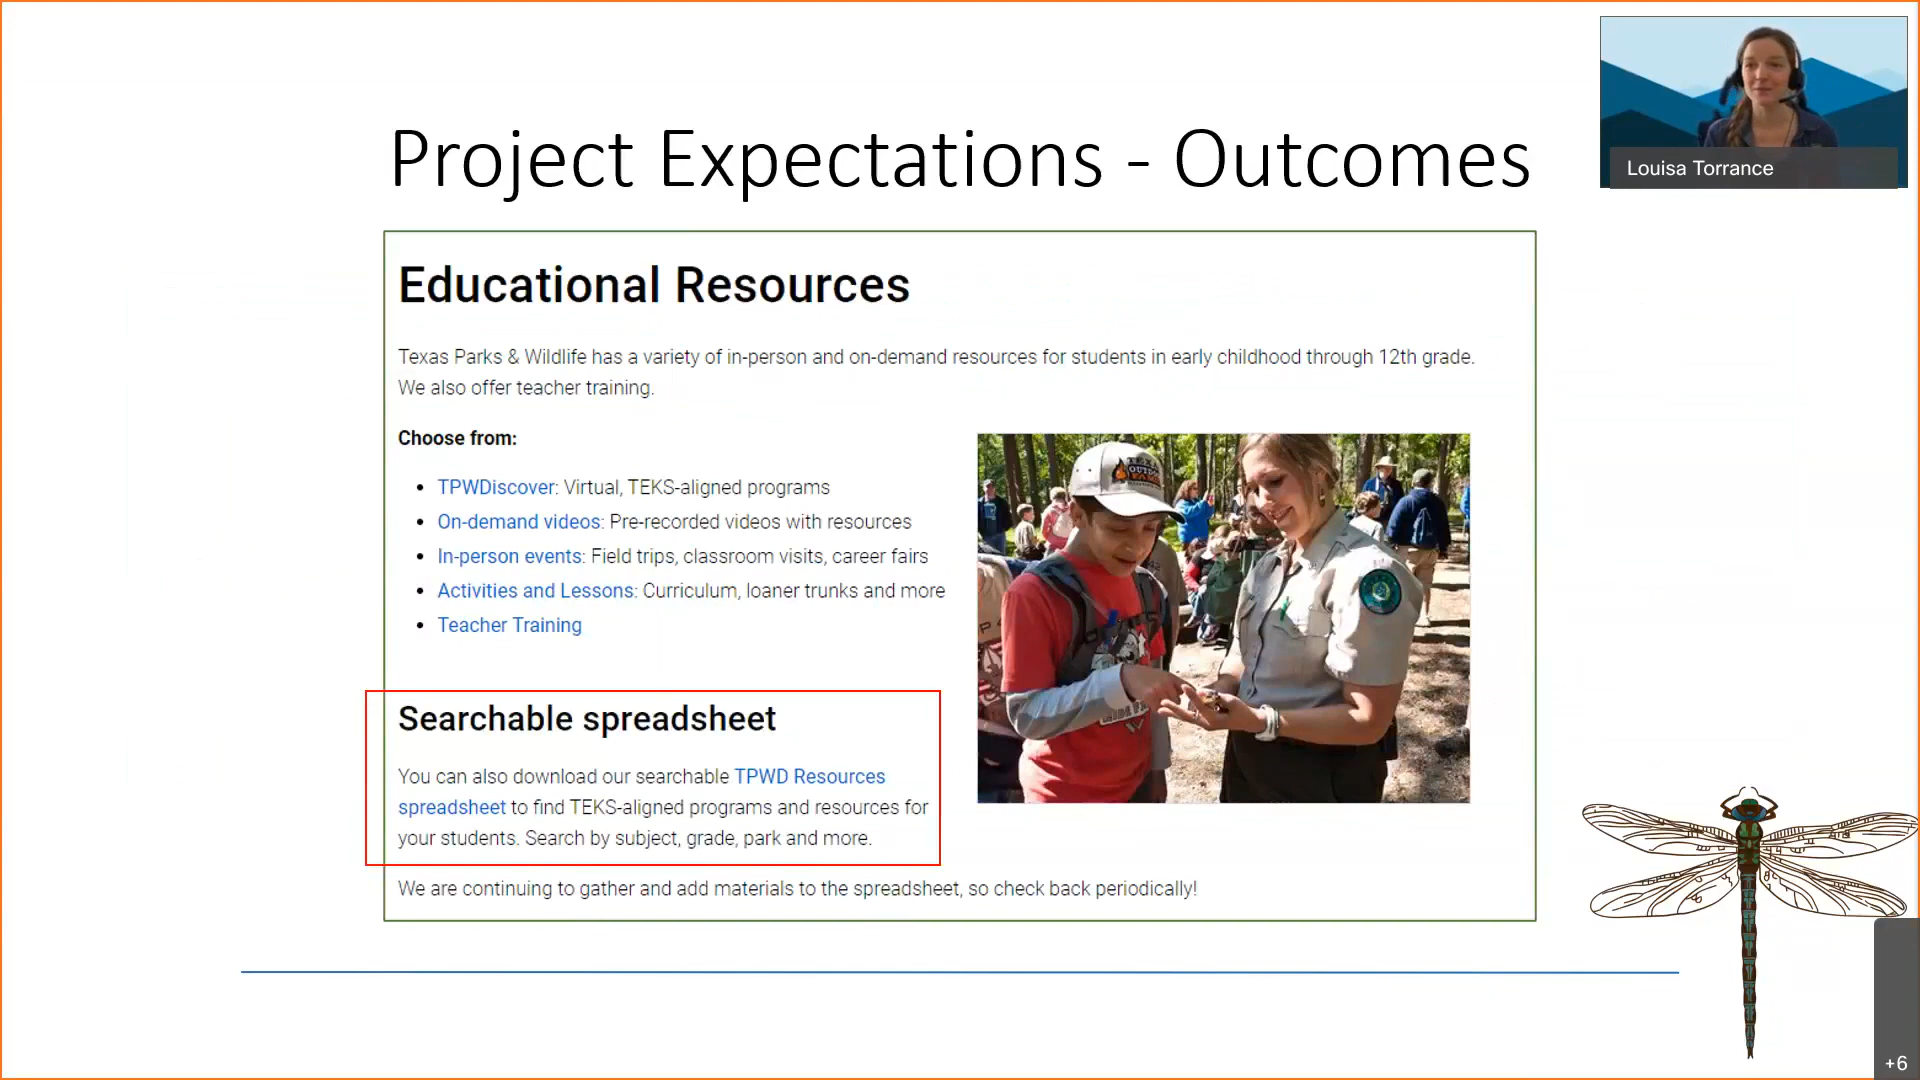 Louisa Torrance
Project Expectations - Outcomes
Educational Resources
Texas Parks & Wildlife has a variety of in-person and on-demand resources for students in early childhood through 12th grade.
We also offer teacher training.
Choose from:
• TPWDiscover: Virtual, TEKS-aligned programs
• On-demand videos: Pre-recorded videos with resources
• In-person events: Field trips, classroom visits, career fairs
• Activities and Lessons: Curriculum, loaner trunks and more
• Teacher Training
Searchable spreadsheet
You can also download our searchable TPWD Resources
spreadsheet to find TEKS-aligned programs and resources for
your students. Search by subject, grade, park and more.
We are continuing to gather and add materials to the spreadsheet, so check back periodically!
+6